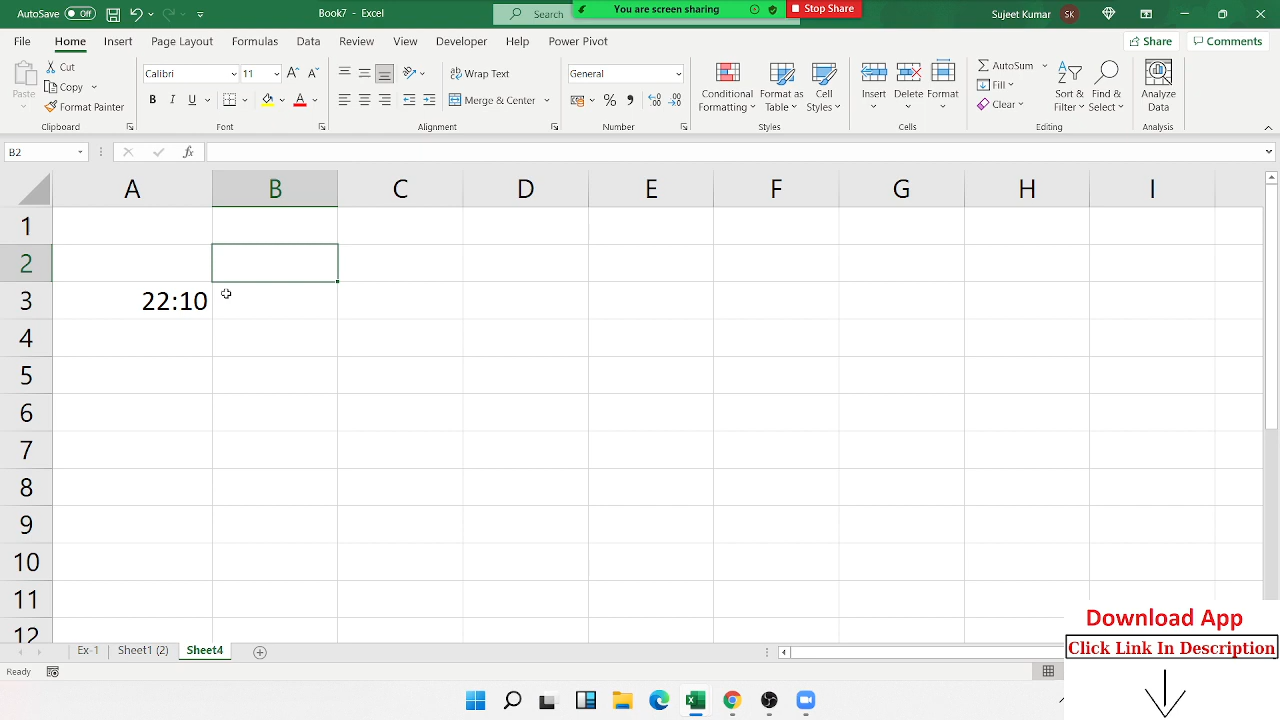 AutoSave Off Book7 - Excel Search You are screen sharing Stop Share Sujeet Kumar SK
File Home Insert Page Layout Formulas Data Review View Developer Help Power Pivot Share Comments
Paste Cut Copy Format Painter Clipboard
Calibri 11 B I U A Font
Wrap Text Merge & Center Alignment
General % , Number
Conditional Formatting Format as Table Cell Styles Styles
Insert Delete Format Cells
AutoSum Fill Clear Sort & Filter Find & Select Editing
Analyze Data Analysis
B2 fx
A B C D E F G H I
1
2
3 22:10
4
5
6
7
8
9
10
11
12
Download App
Click Link In Description
Ex-1 Sheet1 (2) Sheet4
Ready